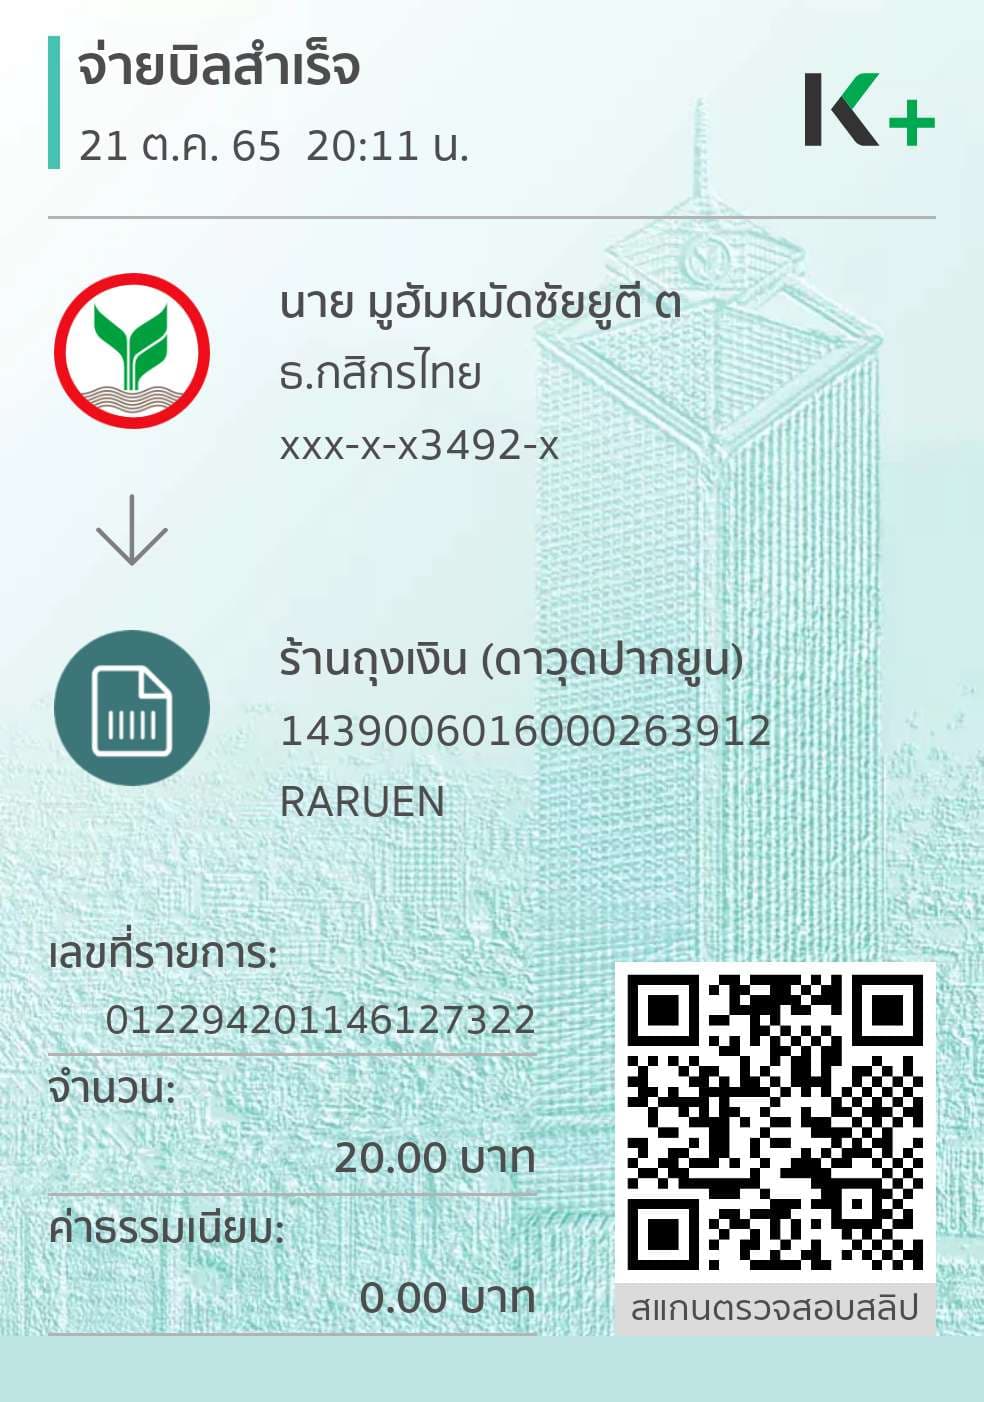 จ่ายบิลสำเร็จ
21 ต.ค. 65 20:11 น.
K+
นาย มูฮัมหมัดซัยยูตี ต
ธ.กสิกรไทย
xxx-x-x3492-x
ร้านถุงเงิน (ดาวุดปากยูน)
1439006016000263912
RARUEN
เลขที่รายการ:
012294201146127322
จำนวน:
20.00 บาท
ค่าธรรมเนียม:
0.00 บาท
สแกนตรวจสอบสลิป